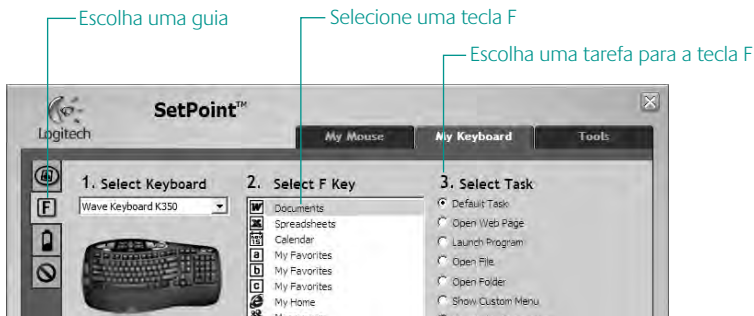 Escolha uma guia
Selecione uma tecla F
Escolha uma tarefa para a tecla F
Logitech
SetPoint™
My Mouse
My Keyboard
Tools
1. Select Keyboard
Wave Keyboard K350
2. Select F Key
Documents
Spreadsheets
Calendar
My Favorites
My Favorites
My Favorites
My Home
3. Select Task
Default Task
Open Web Page
Launch Program
Open File
Open Folder
Show Custom Menu